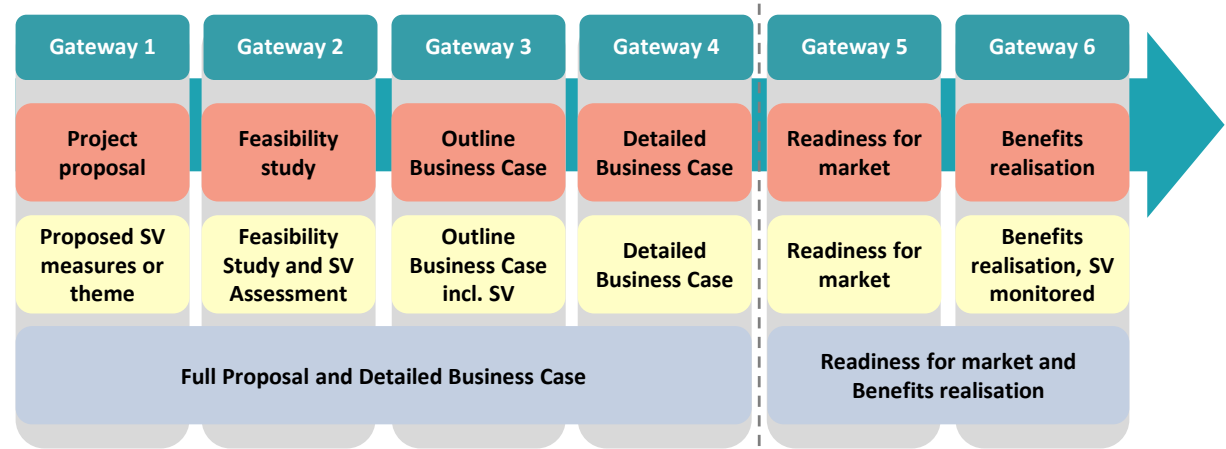 Gateway 1
Gateway 2
Gateway 3
Gateway 4
Gateway 5
Gateway 6
Project
proposal
Feasibility
study
Outline
Business Case
Detailed
Business Case
Readiness for
market
Benefits
realisation
Proposed SV
measures or
theme
Feasibility
Study and SV
Assessment
Outline
Business Case
incl. SV
Detailed
Business Case
Readiness for
market
Benefits
realisation, SV
monitored
Full Proposal and Detailed Business Case
Readiness for market and
Benefits realisation